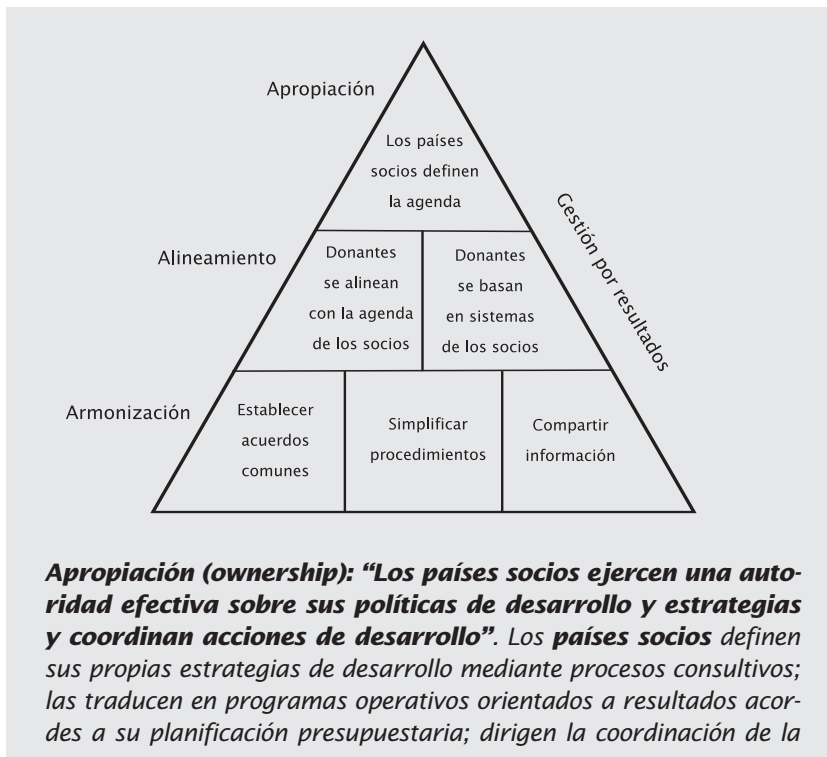 Apropiación
Los países
socios definen
la agenda
Gestión por resultados
Alineamiento
Donantes
se alinean
con la agenda
de los socios
Donantes
se basan
en sistemas
de los socios
Armonización
Establecer
acuerdos
comunes
Simplificar
procedimientos
Compartir
información
Apropiación (ownership): “Los países socios ejercen una auto-
ridad efectiva sobre sus políticas de desarrollo y estrategias
y coordinan acciones de desarrollo”. Los países socios definen
sus propias estrategias de desarrollo mediante procesos consultivos;
las traducen en programas operativos orientados a resultados acor-
des a su planificación presupuestaria; dirigen la coordinación de la